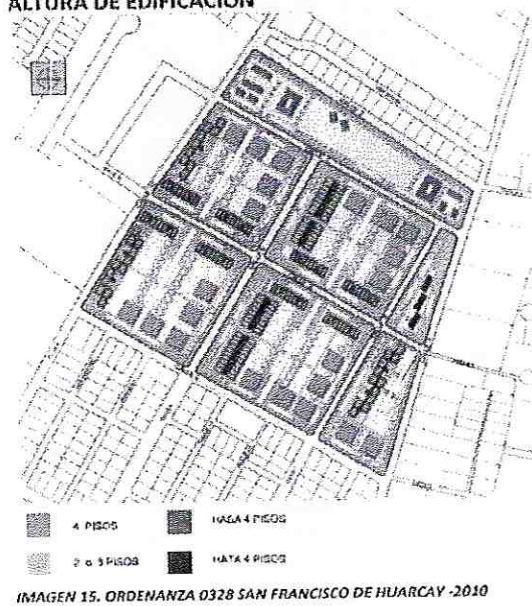 ALTURA DE EDIFICACIÓN
4 PISOS
HASA 4 PISOS
2 o 3 PISOS
HATA 4 PISOS
IMAGEN 15. ORDENANZA 0328 SAN FRANCISCO DE HUARCAY -2010